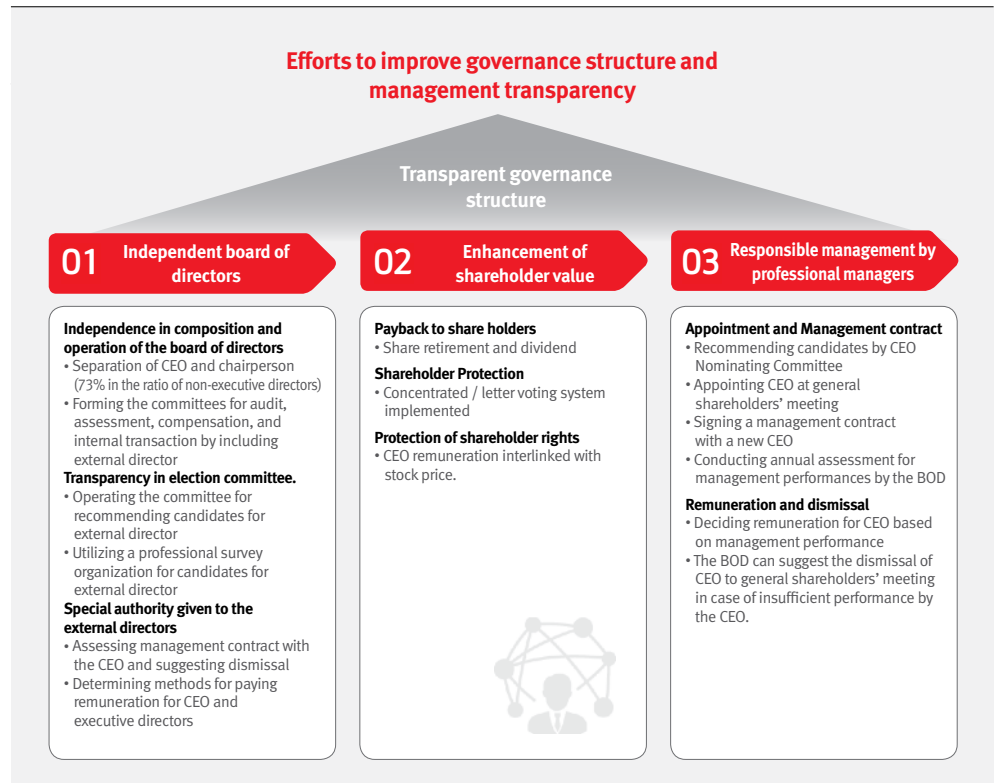 Efforts to improve governance structure and
management transparency
Transparent governance
structure
01 Independent board of
directors
Independence in composition and
operation of the board of directors
• Separation of CEO and chairperson
(73% in the ratio of non-executive directors)
• Forming the committees for audit,
assessment, compensation, and
internal transaction by including
external director
Transparency in election committee.
• Operating the committee for
recommending candidates for
external director
• Utilizing a professional survey
organization for candidates for
external director
Special authority given to the
external directors
• Assessing management contract with
the CEO and suggesting dismissal
• Determining methods for paying
remuneration for CEO and
executive directors
02 Enhancement of
shareholder value
Payback to share holders
• Share retirement and dividend
Shareholder Protection
• Concentrated / letter voting system
implemented
Protection of shareholder rights
• CEO remuneration interlinked with
stock price.
03 Responsible management by
professional managers
Appointment and Management contract
• Recommending candidates by CEO
Nominating Committee
• Appointing CEO at general
shareholders' meeting
• Signing a management contract
with a new CEO
• Conducting annual assessment for
management performances by the BOD
Remuneration and dismissal
• Deciding remuneration for CEO based
on management performance
• The BOD can suggest the dismissal of
CEO to general shareholders' meeting
in case of insufficient performance by
the CEO.